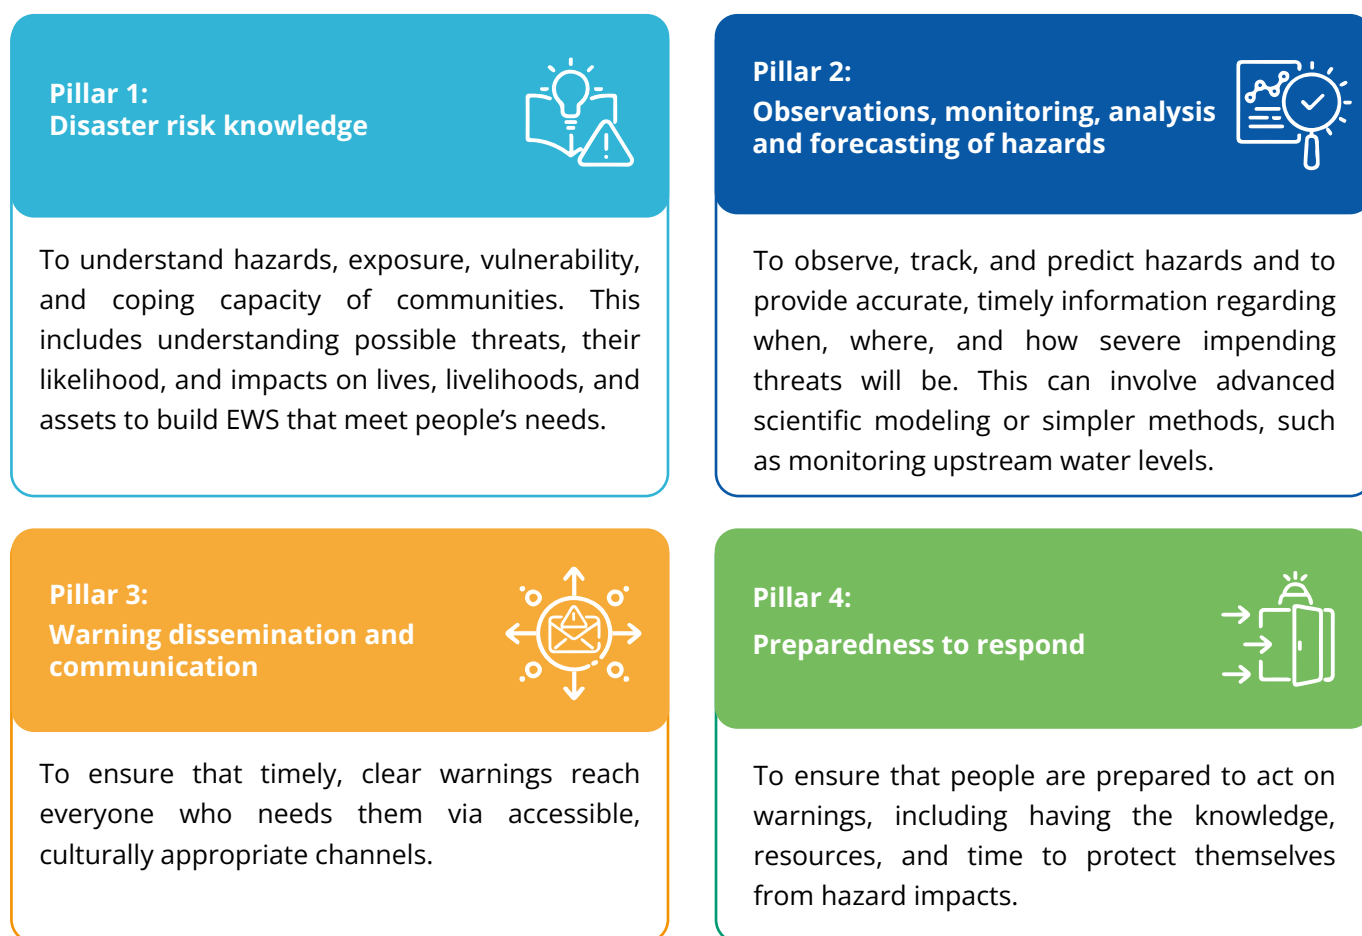 Pillar 1:
Disaster risk knowledge
To understand hazards, exposure, vulnerability,
and coping capacity of communities. This
includes understanding possible threats, their
likelihood, and impacts on lives, livelihoods, and
assets to build EWS that meet people’s needs.
Pillar 2:
Observations, monitoring, analysis
and forecasting of hazards
To observe, track, and predict hazards and to
provide accurate, timely information regarding
when, where, and how severe impending
threats will be. This can involve advanced
scientific modeling or simpler methods, such
as monitoring upstream water levels.
Pillar 3:
Warning dissemination and
communication
To ensure that timely, clear warnings reach
everyone who needs them via accessible,
culturally appropriate channels.
Pillar 4:
Preparedness to respond
To ensure that people are prepared to act on
warnings, including having the knowledge,
resources, and time to protect themselves
from hazard impacts.